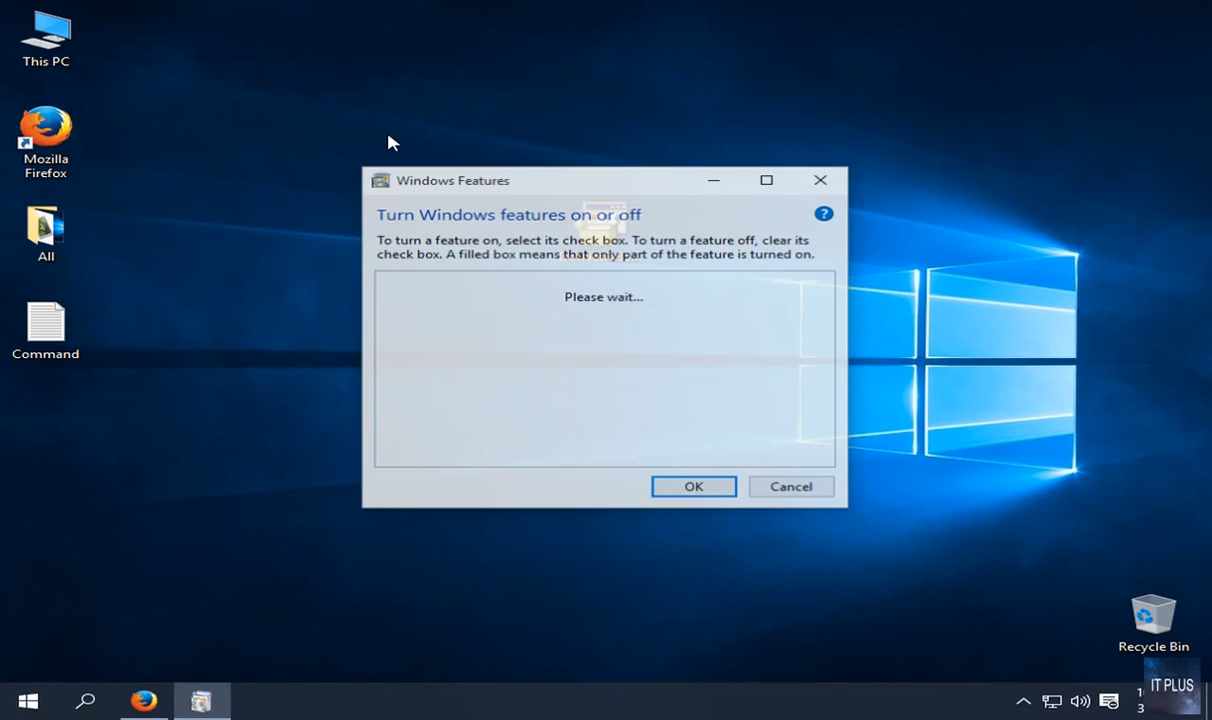 This PC
Mozilla
Firefox
All
Command
Windows Features
Turn Windows features on or off
To turn a feature on, select its check box. To turn a feature off, clear its
check box. A filled box means that only part of the feature is turned on.
Please wait...
OK
Cancel
Recycle Bin
IT PLUS